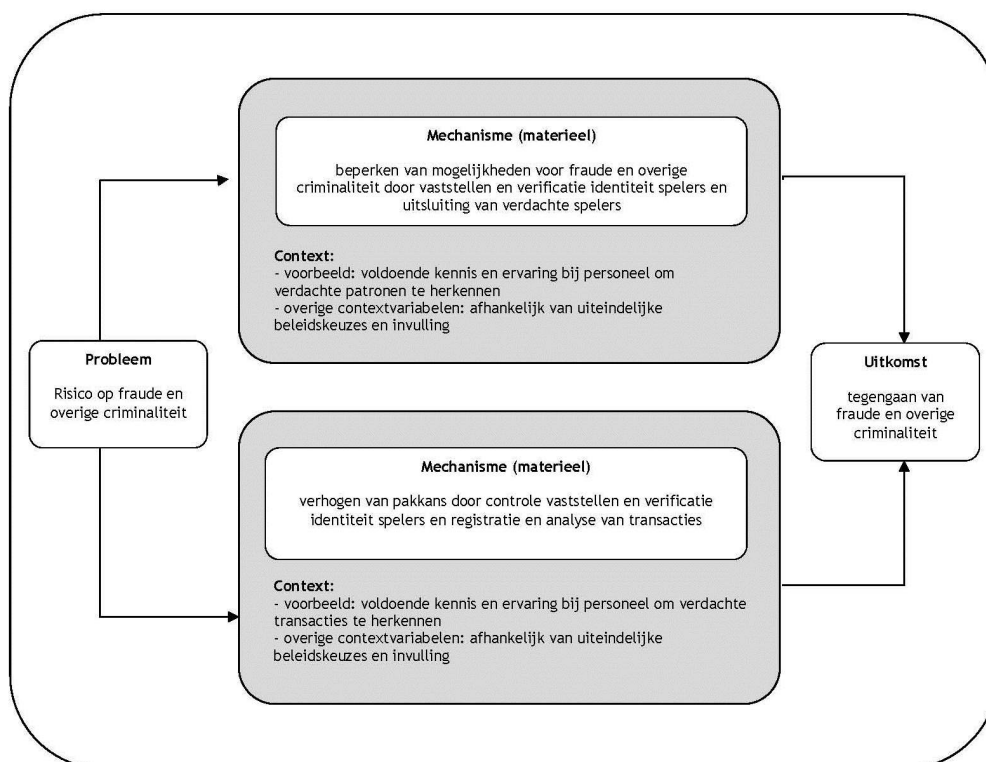 Mechanisme (materieel)
beperken van mogelijkheden voor fraude en overige
criminaliteit door vaststellen en verificatie identiteit spelers en
uitsluiting van verdachte spelers
Context:
- voorbeeld: voldoende kennis en ervaring bij personeel om
verdachte patronen te herkennen
- overige contextvariabelen: afhankelijk van uiteindelijke
beleidskeuzes en invulling
Probleem
Risico op fraude en
overige criminaliteit
Uitkomst
tegengaan van
fraude en overige
criminaliteit
Mechanisme (materieel)
verhogen van pakkans door controle vaststellen en verificatie
identiteit spelers en registratie en analyse van transacties
Context:
- voorbeeld: voldoende kennis en ervaring bij personeel om verdachte
transacties te herkennen
- overige contextvariabelen: afhankelijk van uiteindelijke
beleidskeuzes en invulling